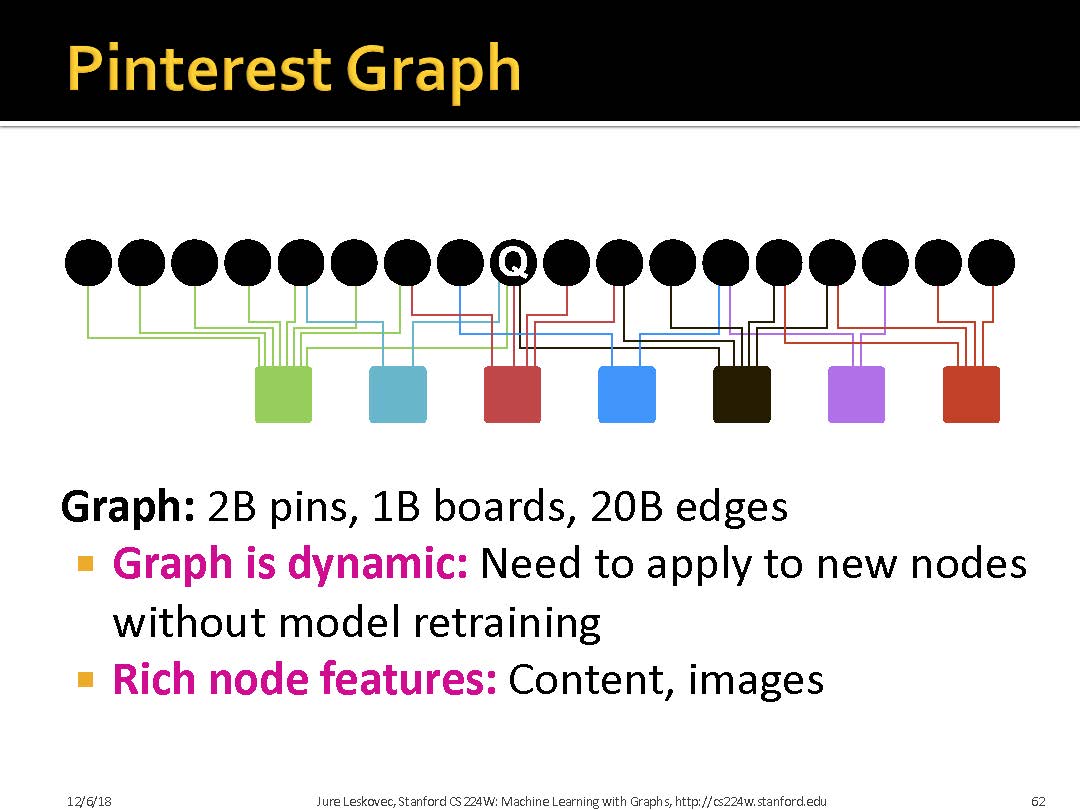 Pinterest Graph
Q
Graph: 2B pins, 1B boards, 20B edges
Graph is dynamic: Need to apply to new nodes
without model retraining
Rich node features: Content, images
12/6/18
Jure Leskovec, Stanford CS224W: Machine Learning with Graphs, http://cs224w.stanford.edu
62